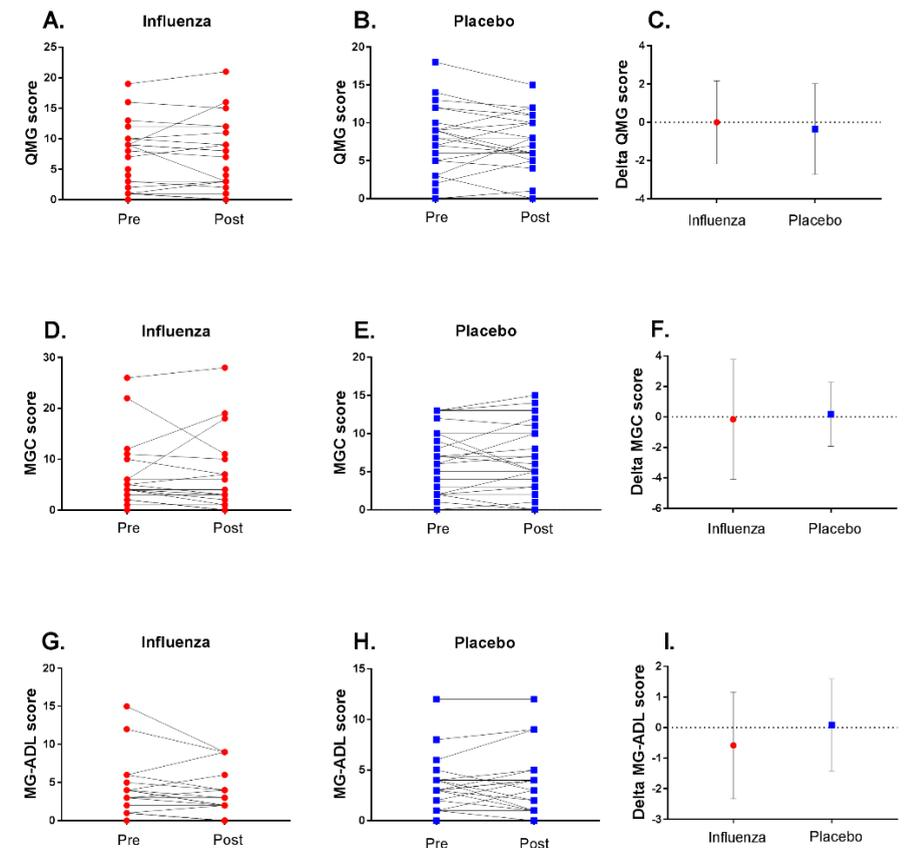 A. Influenza
QMG score
25
20
15
10
5
0
Pre Post
B. Placebo
QMG score
20
15
10
5
0
Pre Post
C.
Delta QMG score
4
2
0
-2
-4
Influenza Placebo
D. Influenza
MGC score
30
20
10
0
Pre Post
E. Placebo
MGC score
20
15
10
5
0
Pre Post
F.
Delta MGC score
4
2
0
-2
-4
-6
Influenza Placebo
G. Influenza
MG-ADL score
20
15
10
5
0
Pre Post
H. Placebo
MG-ADL score
15
10
5
0
Pre Post
I.
Delta MG-ADL score
2
1
0
-1
-2
-3
Influenza Placebo